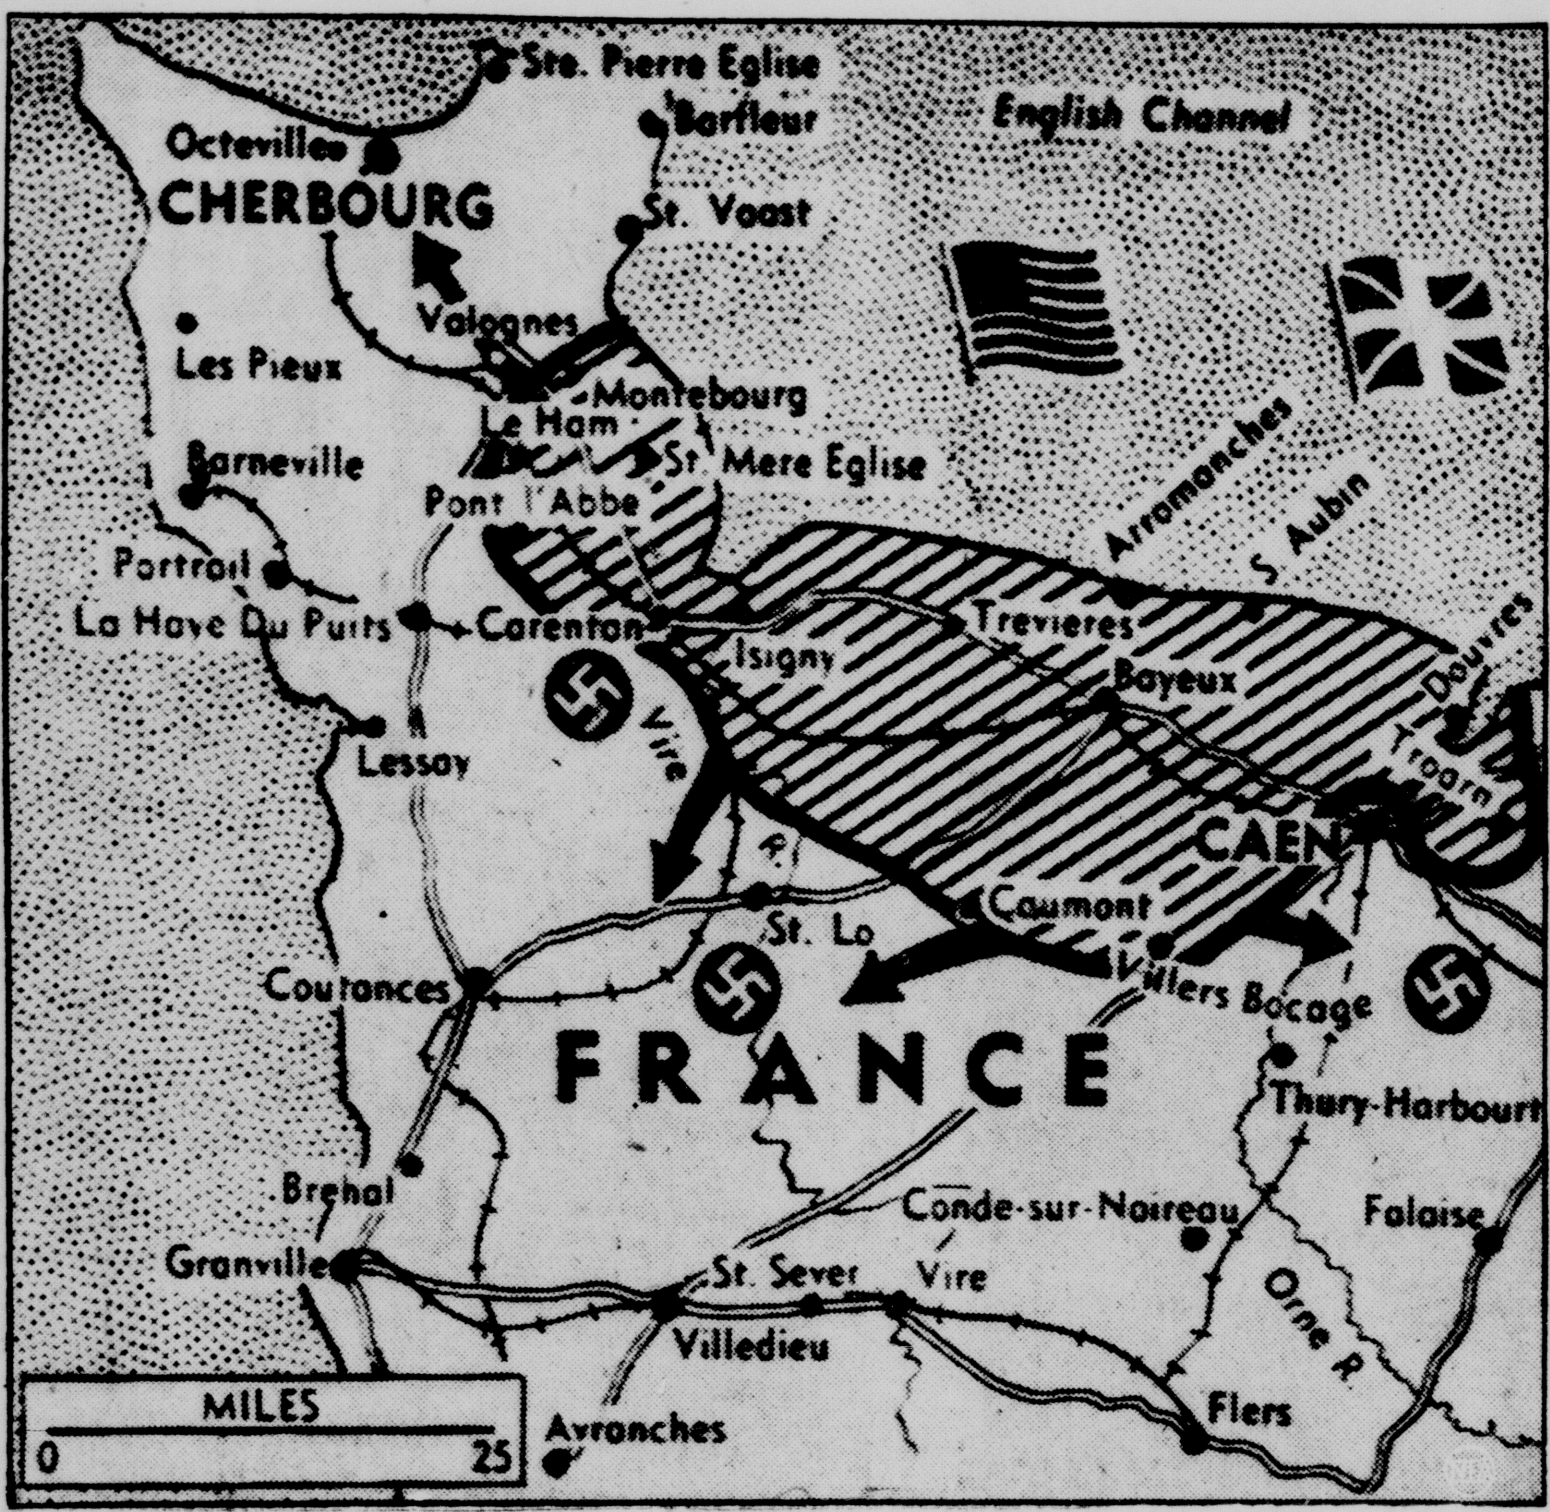 Ste. Pierre Eglise
Barfleur
English Channel
Octeville
CHERBOURG
St. Vaast
Valognes
Les Pieux
Montebourg
Le Ham
Barneville
St. Mere Eglise
Pont l'Abbe
Arromanches
S Aubin
Portrail
La Haye Du Puits
Carentan
Isigny
Trevieres
Bayeux
Douvres
Troarn
Vire
R.
Lessay
CAEN
Caumont
St. Lo
Villers Bocage
Coutances
FRANCE
Thury-Harbourt
Brehal
Conde-sur-Noireau
Falaise
Granville
St. Sever
Vire
Orne R.
Villedieu
MILES
0 25
Avranches
Flers
NEA